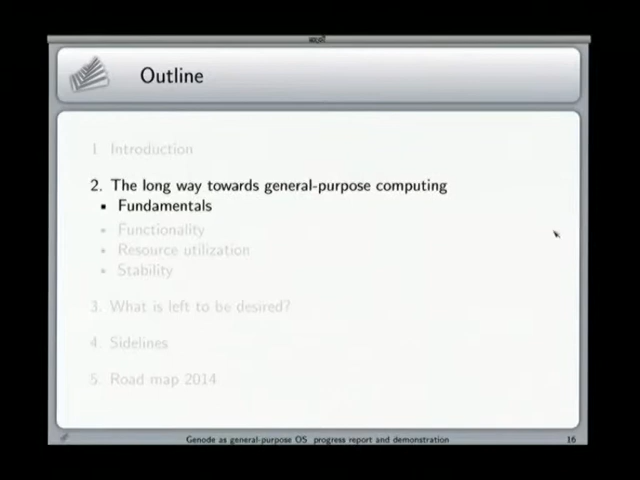 Outline
1 Introduction
2. The long way towards general-purpose computing
▪ Fundamentals
▪ Functionality
▪ Resource utilization
▪ Stability
3. What is left to be desired?
4. Sidelines
5. Road map 2014
Genode as general-purpose OS progress report and demonstration
16